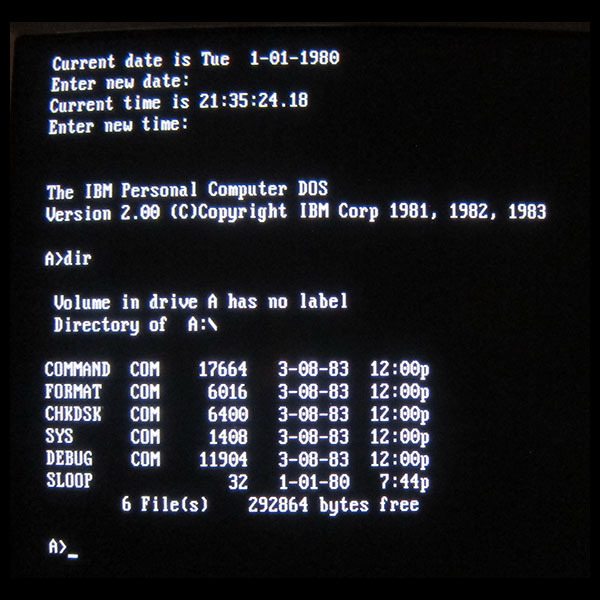 Current date is Tue  1-01-1980
Enter new date:
Current time is 21:35:24.18
Enter new time:
The IBM Personal Computer DOS
Version 2.00 (C)Copyright IBM Corp 1981, 1982, 1983
A>dir
Volume in drive A has no label
Directory of  A:\
COMMAND  COM    17664   3-08-83  12:00p
FORMAT   COM     6016   3-08-83  12:00p
CHKDSK   COM     6400   3-08-83  12:00p
SYS      COM     1408   3-08-83  12:00p
DEBUG    COM    11904   3-08-83  12:00p
SLOOP              32   1-01-80   7:44p
6 File(s)    292864 bytes free
A>_